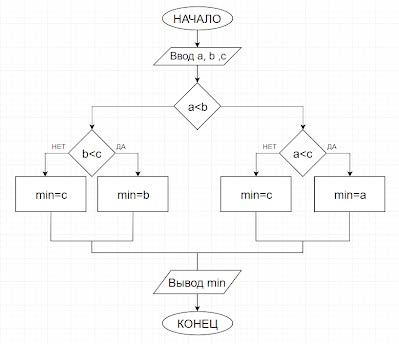 НАЧАЛО
Ввод a, b ,c
a<b
НЕТ
b<c
ДА
НЕТ
a<c
ДА
min=c
min=b
min=c
min=a
Вывод min
КОНЕЦ